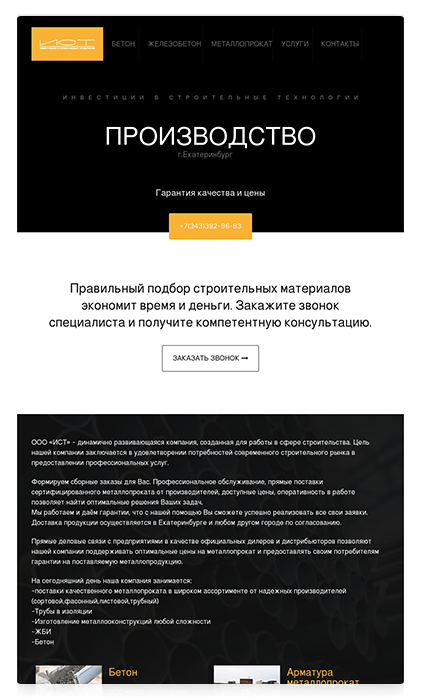 ИСТ
БЕТОН ЖЕЛЕЗОБЕТОН МЕТАЛЛОПРОКАТ УСЛУГИ КОНТАКТЫ
ИНВЕСТИЦИИ В СТРОИТЕЛЬНЫЕ ТЕХНОЛОГИИ
ПРОИЗВОДСТВО
г.Екатеринбург
Гарантия качества и цены
+7(343)382-96-83
Правильный подбор строительных материалов
экономит время и деньги. Закажите звонок
специалиста и получите компетентную консультацию.
ЗАКАЗАТЬ ЗВОНОК →
ООО «ИСТ» - динамично развивающаяся компания, созданная для работы в сфере строительства. Цель
нашей компании заключается в удовлетворении потребностей современного строительного рынка в
предоставлении профессиональных услуг.
Формируем сборные заказы для Вас. Профессиональное обслуживание, прямые поставки
сертифицированного металлопроката от производителей, доступные цены, оперативность в работе
позволяет найти оптимальные решения Ваших задач.
Мы работаем и даём гарантии, что с нашей помощью Вы сможете успешно реализовать все свои заявки.
Доставка продукции осуществляется в Екатеринбурге и любом другом городе по согласованию.
Прямые деловые связи с предприятиями в качестве официальных дилеров и дистрибьюторов позволяют
нашей компании поддерживать оптимальные цены на металлопрокат и предоставлять своим потребителям
гарантии на поставляемую металлопродукцию.
На сегодняшний день наша компания занимается:
-поставки качественного металлопроката в широком ассортименте от надежных производителей
(сортовой,фасонный,листовой,трубный)
-Трубы в изоляции
-Изготовление металлооконструкций любой сложности
-ЖБИ
-Бетон
Бетон
Арматура
металлопрокат